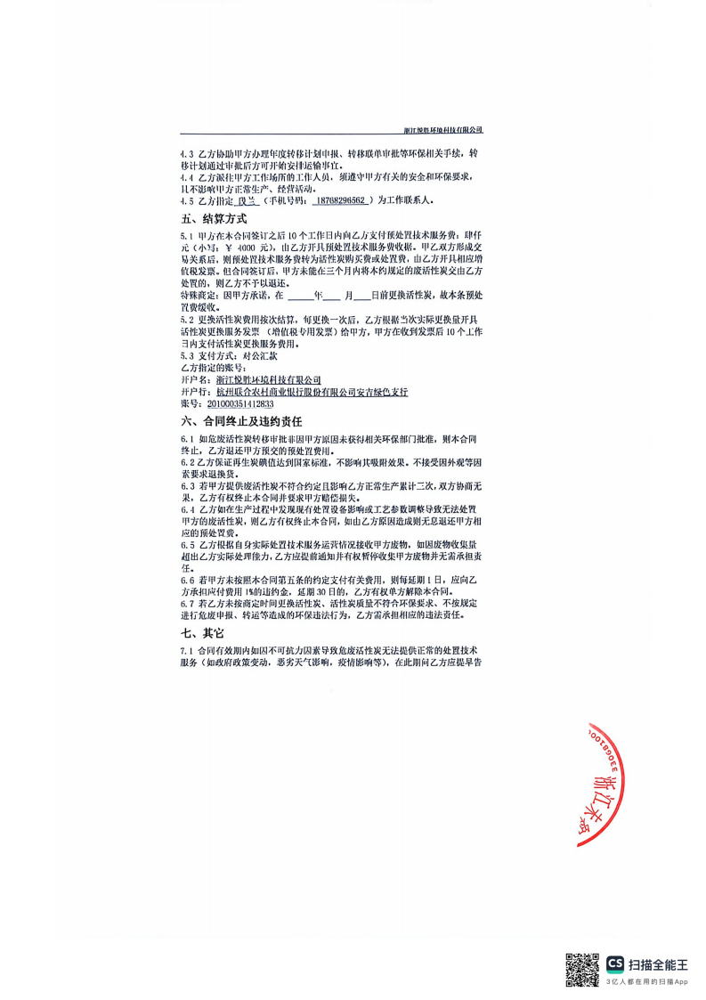 浙江悦胜环境科技有限公司
4.3 乙方协助甲方办理年度转移计划申报、转移联单审批等环保相关手续，转
移计划通过审批后方可开始安排运输事宜。
4.4 乙方派往甲方工作场所的工作人员，须遵守甲方有关的安全和环保要求，
且不影响甲方正常生产、经营活动。
4.5 乙方指定 段兰 （手机号码： 18768296562 ）为工作联系人。
五、结算方式
5.1 甲方在本合同签订之后 10 个工作日内向乙方支付预处置技术服务费：肆仟
元（小写：￥ 4000 元），由乙方开具预处置技术服务费收据。甲乙双方形成交
易关系后，则预处置技术服务费转为活性炭购买费或处置费，由乙方开具相应增
值税发票。但合同签订后，甲方未能在三个月内将本约规定的废活性炭交由乙方
处置的，则乙方不予以退还。
特殊商定：因甲方承诺，在 _____年____ 月___日前更换活性炭，故本条预处
置费缓收。
5.2 更换活性炭费用按次结算，每更换一次后，乙方根据当次实际更换量开具
活性炭更换服务发票 （增值税专用发票）给甲方，甲方在收到发票后 10 个工作
日内支付活性炭更换服务费用。
5.3 支付方式：对公汇款
乙方指定的账号：
开户名：浙江悦胜环境科技有限公司
开户行：杭州联合农村商业银行股份有限公司安吉绿色支行
账号：201000351412833
六、合同终止及违约责任
6.1 如危废活性炭转移审批非因甲方原因未获得相关环保部门批准，则本合同
终止，乙方退还甲方预交的预处置费用。
6.2 乙方保证再生炭碘值达到国家标准，不影响其吸附效果。不接受因外观等因
素要求退换货。
6.3 若甲方提供废活性炭不符合约定且影响乙方正常生产累计三次，双方协商无
果，乙方有权终止本合同并要求甲方赔偿损失。
6.4 乙方如在生产过程中发现现有处置设备影响或工艺参数调整导致无法处置
甲方的废活性炭，则乙方有权终止本合同，如由乙方原因造成则无息退还甲方相
应的预处置费。
6.5 乙方根据自身实际处置技术服务运营情况接收甲方废物，如因废物收集量
超出乙方实际处理能力，乙方应提前通知并有权暂停收集甲方废物并无需承担责
任。
6.6 若甲方未按照本合同第五条的约定支付有关费用，则每延期 1 日，应向乙
方承担应付费用 1%的违约金，延期 30 日的，乙方有权单方解除本合同。
6.7 若乙方未按商定时间更换活性炭、活性炭质量不符合环保要求、不按规定
进行危废申报、转运等造成的环保违法行为，乙方需承担相应的违法责任。
七、其它
7.1 合同有效期内如因不可抗力因素导致危废活性炭无法提供正常的处置技术
服务（如政府政策变动，恶劣天气影响，疫情影响等），在此期间乙方应提早告
33068100
浙江未
CS 扫描全能王
3亿人都在用的扫描App